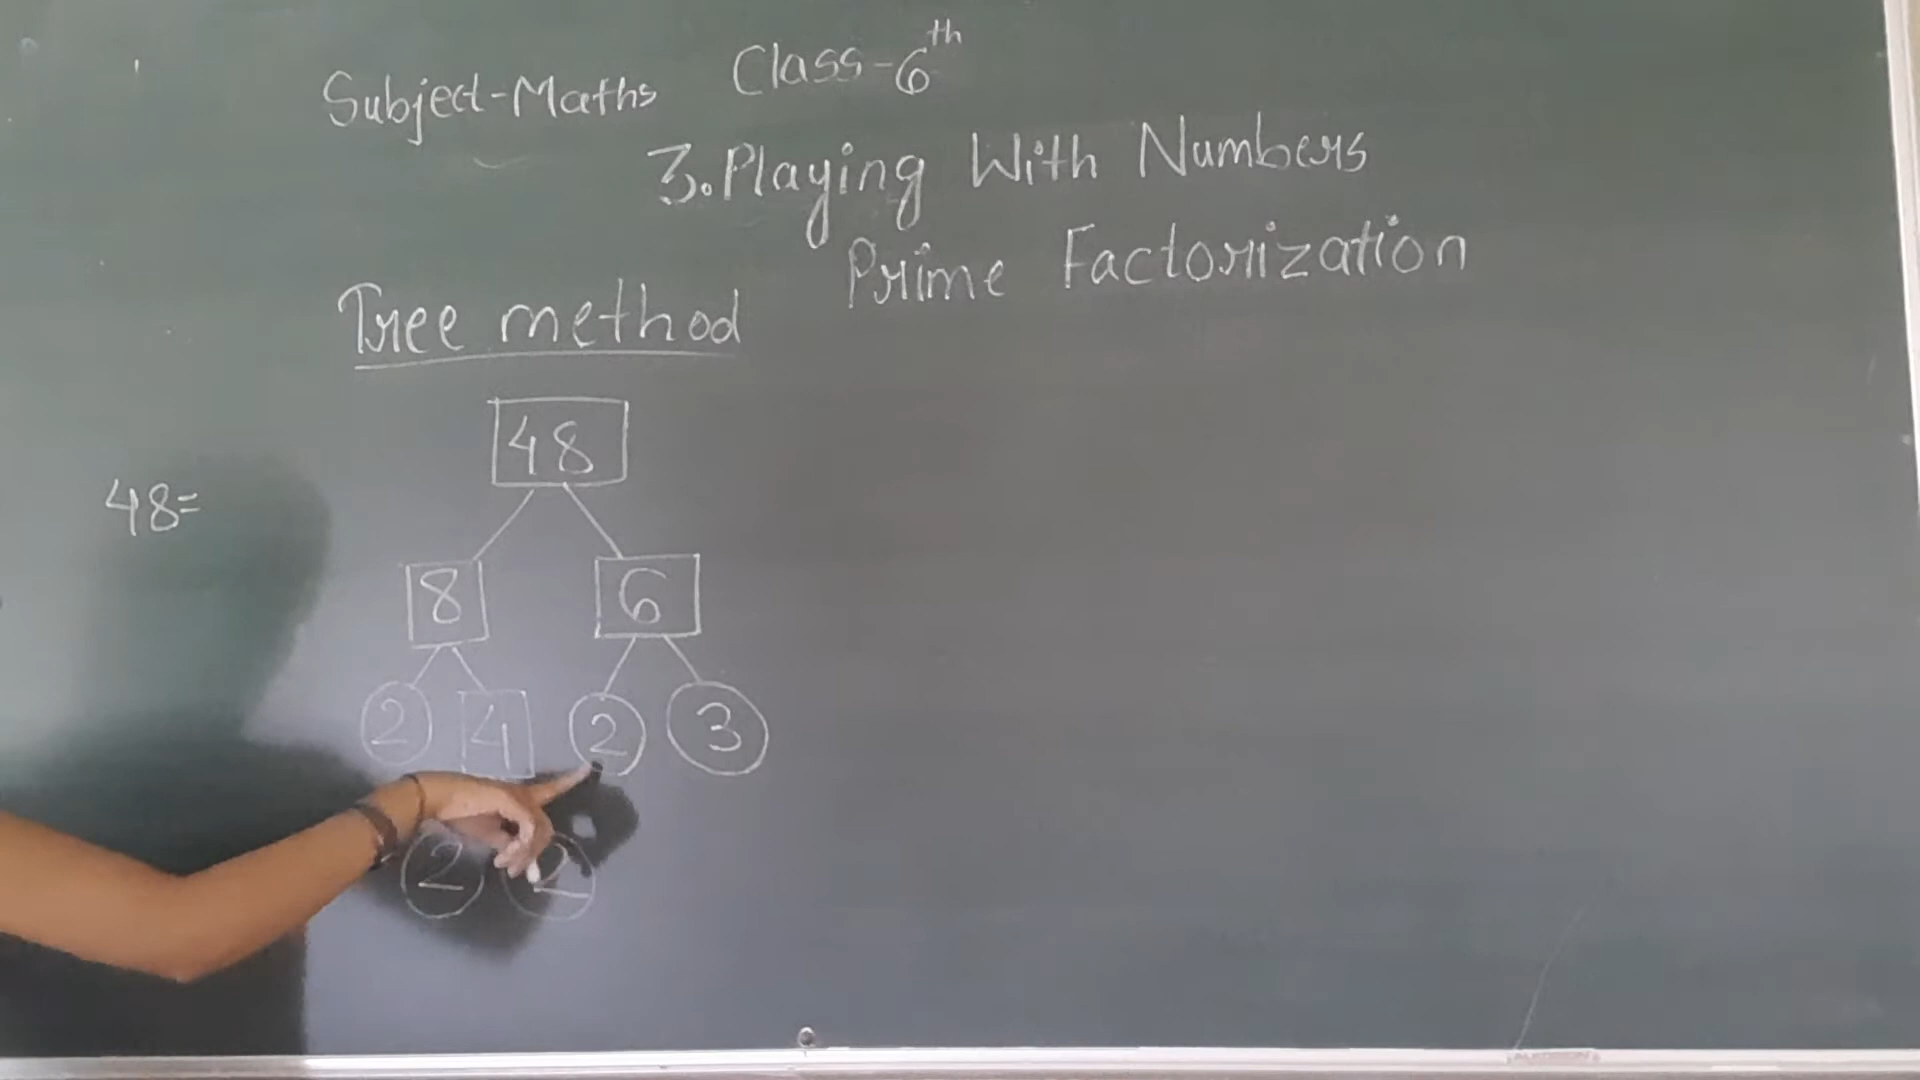 Subject-Maths Class-6th
3. Playing With Numbers
Prime Factorization
Tree method
48
48=
8 6
2 4 2 3
2 2